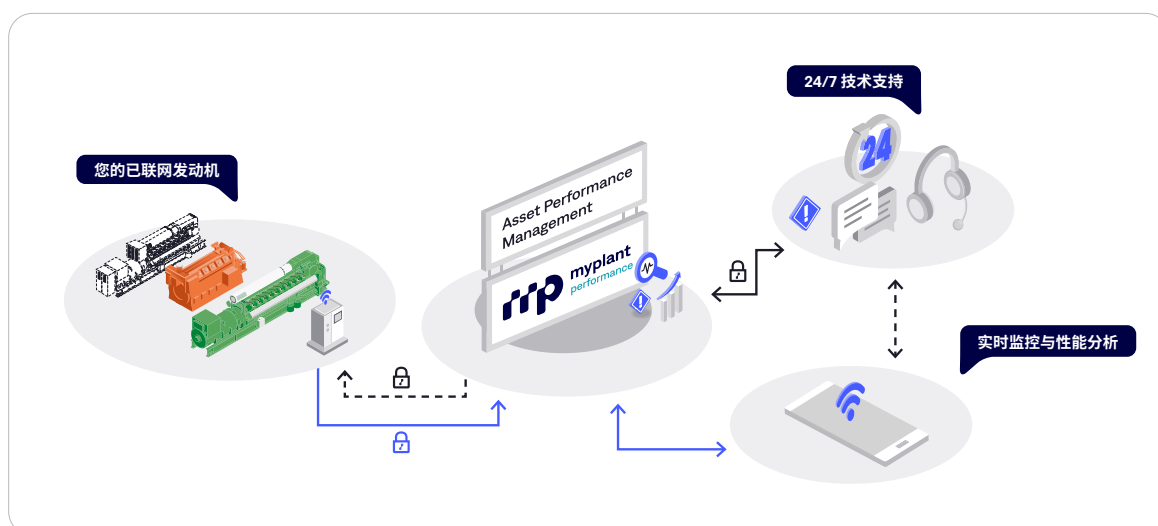 24/7 技术支持
24
您的已联网发动机
Asset Performance
Management
myplant
performance
实时监控与性能分析